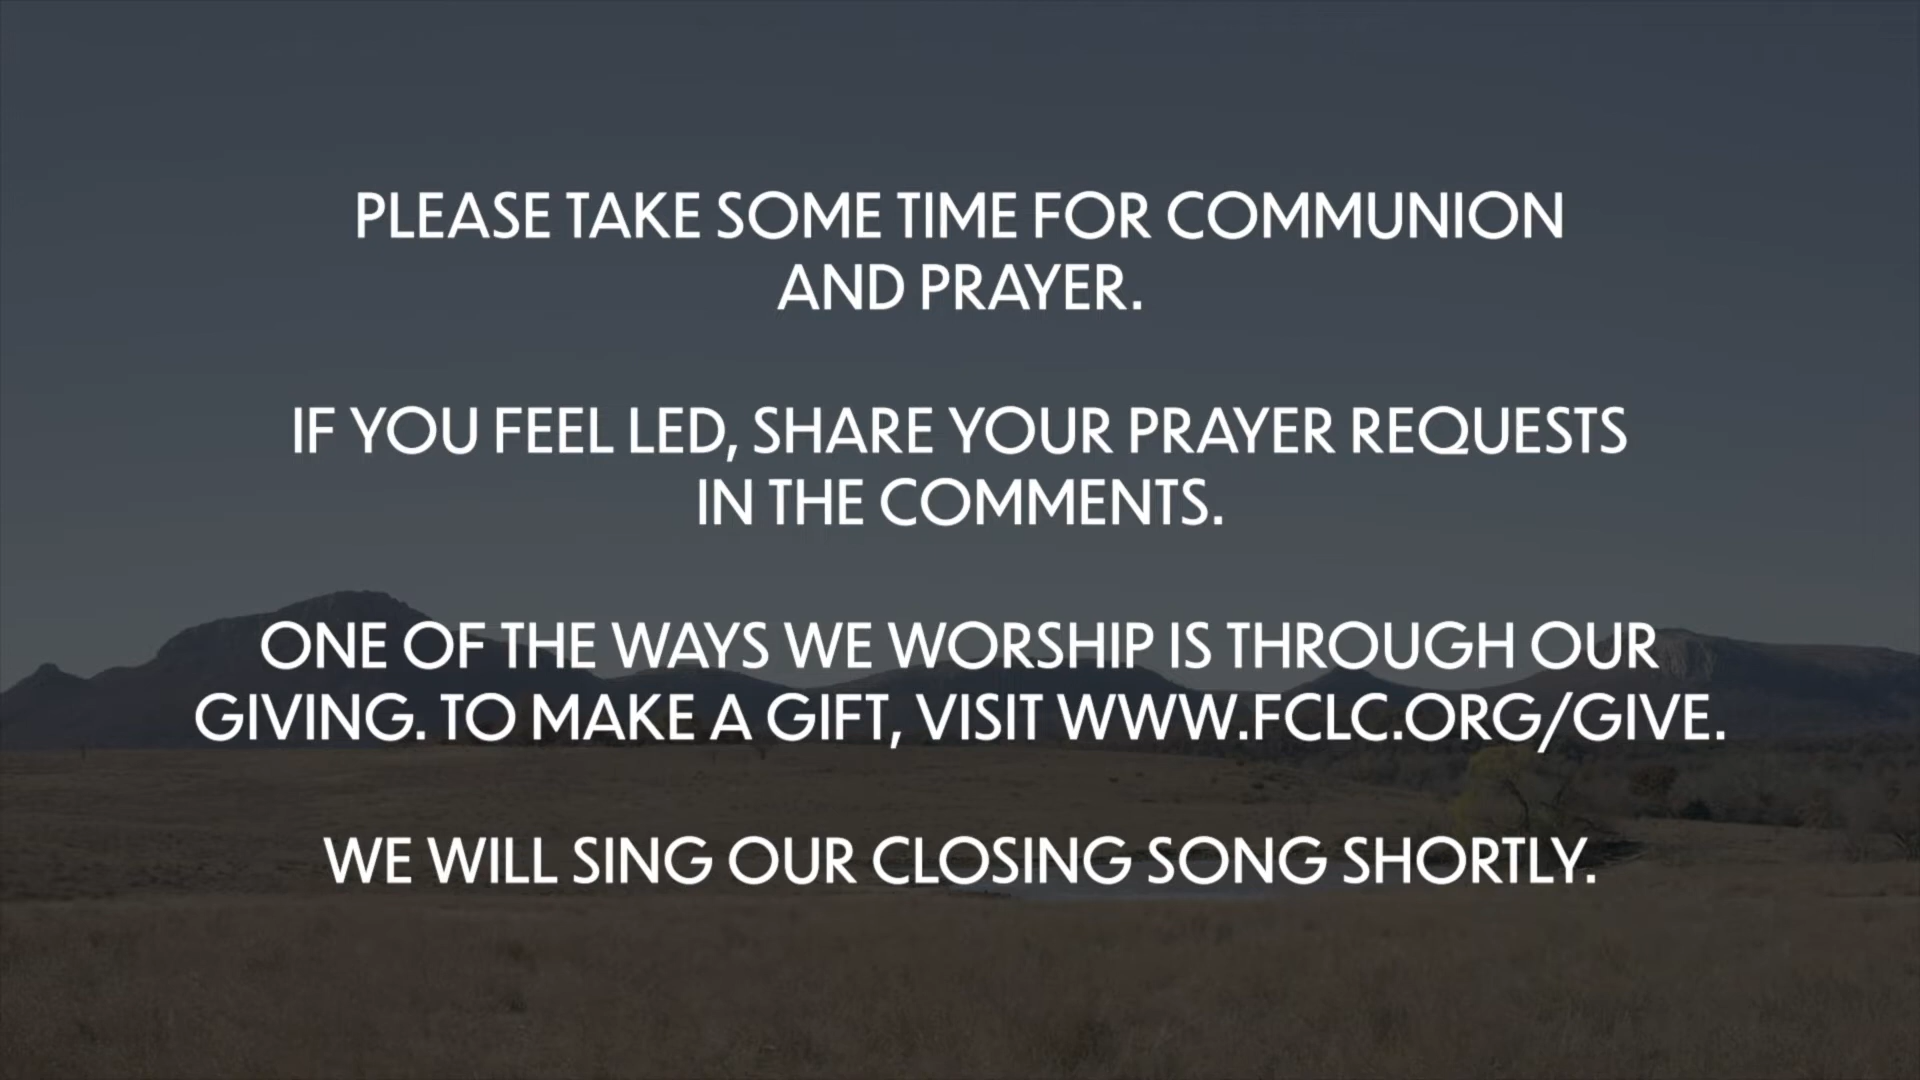 PLEASE TAKE SOME TIME FOR COMMUNION
AND PRAYER.
IF YOU FEEL LED, SHARE YOUR PRAYER REQUESTS
IN THE COMMENTS.
ONE OF THE WAYS WE WORSHIP IS THROUGH OUR
GIVING. TO MAKE A GIFT, VISIT WWW.FCLC.ORG/GIVE.
WE WILL SING OUR CLOSING SONG SHORTLY.